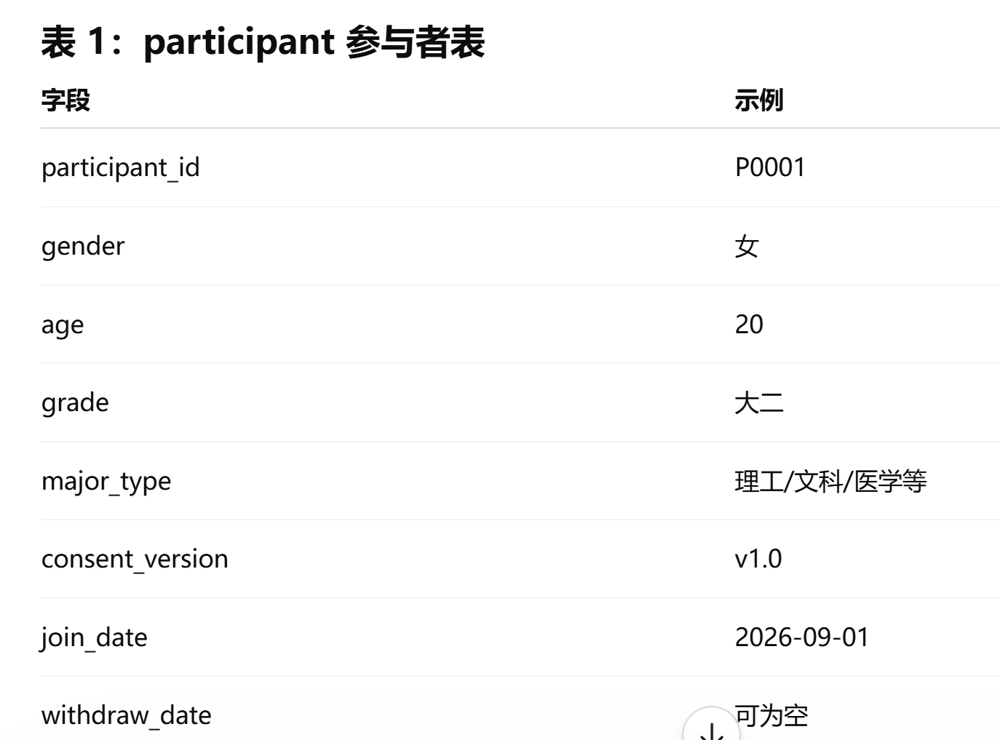 表 1：participant 参与者表
字段 示例
participant_id P0001
gender 女
age 20
grade 大二
major_type 理工/文科/医学等
consent_version v1.0
join_date 2026-09-01
withdraw_date 可为空